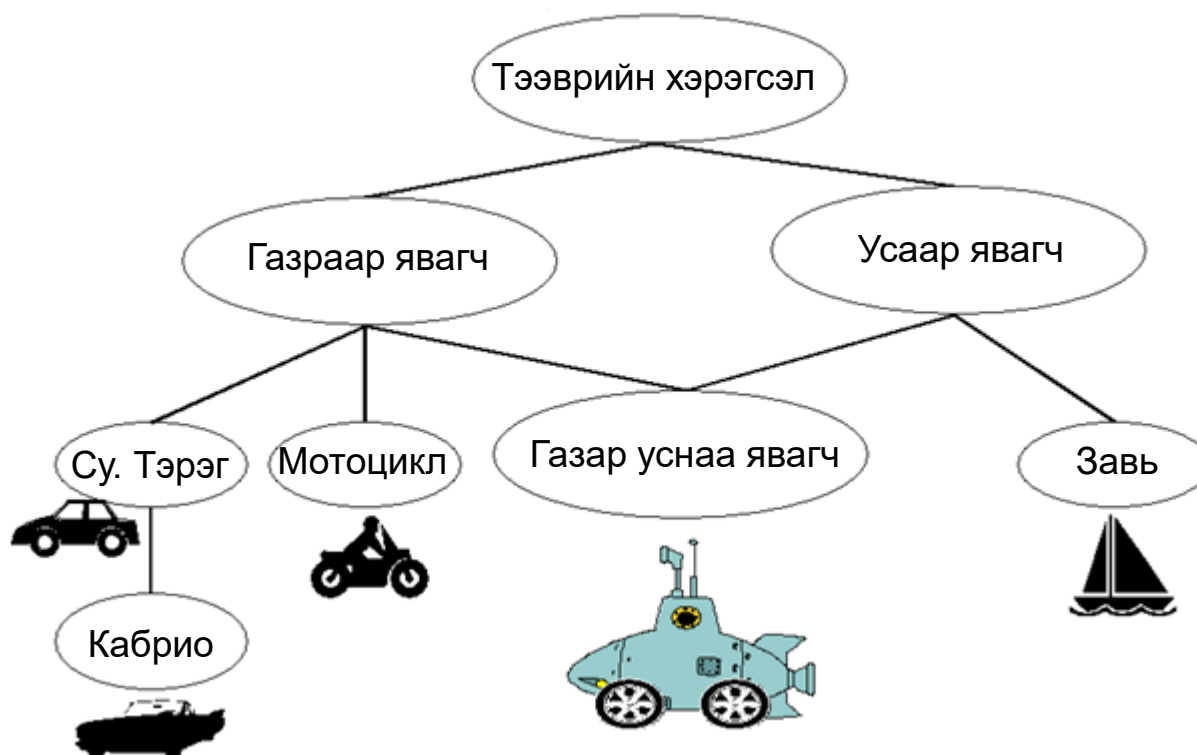 Тээврийн хэрэгсэл
Газраар явагч
Усаар явагч
Су. Тэрэг
Мотоцикл
Газар уснаа явагч
Завь
Кабрио